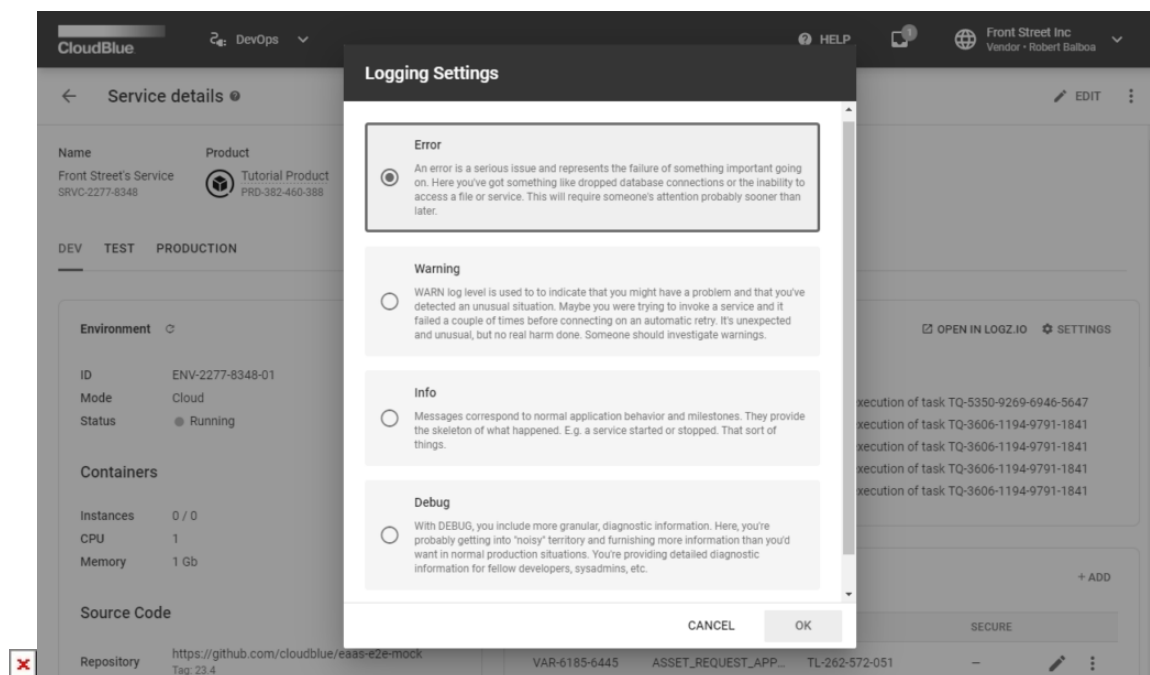 CloudBlue
DevOps
HELP
1
Front Street Inc
Vendor • Robert Balboa
Service details
EDIT
Name
Product
Front Street's Service
SRVC-2277-8348
Tutorial Product
PRD-382-460-388
DEV TEST PRODUCTION
Environment
ID ENV-2277-8348-01
Mode Cloud
Status Running
Containers
Instances 0 / 0
CPU 1
Memory 1 Gb
Source Code
Repository https://github.com/cloudblue/eaas-e2e-mock
Tag: 23.4
Logging Settings
Error
An error is a serious issue and represents the failure of something important going
on. Here you've got something like dropped database connections or the inability to
access a file or service. This will require someone's attention probably sooner than
later.
Warning
WARN log level is used to to indicate that you might have a problem and that you've
detected an unusual situation. Maybe you were trying to invoke a service and it
failed a couple of times before connecting on an automatic retry. It's unexpected
and unusual, but no real harm done. Someone should investigate warnings.
Info
Messages correspond to normal application behavior and milestones. They provide
the skeleton of what happened. E.g. a service started or stopped. That sort of
things.
Debug
With DEBUG, you include more granular, diagnostic information. Here, you're
probably getting into "noisy" territory and furnishing more information than you'd
want in normal production situations. You're providing detailed diagnostic
information for fellow developers, sysadmins, etc.
CANCEL OK
OPEN IN LOGZ.IO SETTINGS
execution of task TQ-5350-9269-6946-5647
execution of task TQ-3606-1194-9791-1841
execution of task TQ-3606-1194-9791-1841
execution of task TQ-3606-1194-9791-1841
execution of task TQ-3606-1194-9791-1841
+ ADD
SECURE
VAR-6185-6445 ASSET_REQUEST_APP... TL-262-572-051 –